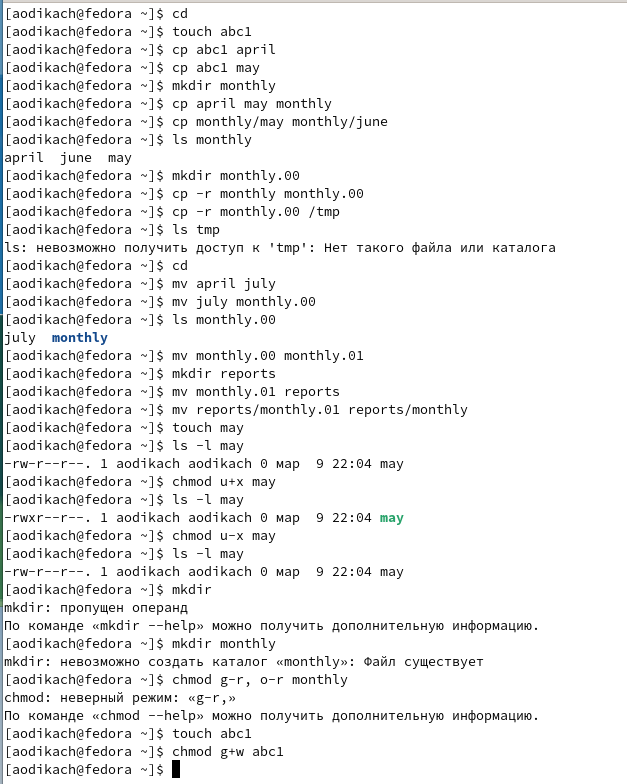 [aodikach@fedora ~]$ cd
[aodikach@fedora ~]$ touch abc1
[aodikach@fedora ~]$ cp abc1 april
[aodikach@fedora ~]$ cp abc1 may
[aodikach@fedora ~]$ mkdir monthly
[aodikach@fedora ~]$ cp april may monthly
[aodikach@fedora ~]$ cp monthly/may monthly/june
[aodikach@fedora ~]$ ls monthly
april  june  may
[aodikach@fedora ~]$ mkdir monthly.00
[aodikach@fedora ~]$ cp -r monthly monthly.00
[aodikach@fedora ~]$ cp -r monthly.00 /tmp
[aodikach@fedora ~]$ ls tmp
ls: невозможно получить доступ к 'tmp': Нет такого файла или каталога
[aodikach@fedora ~]$ cd
[aodikach@fedora ~]$ mv april july
[aodikach@fedora ~]$ mv july monthly.00
[aodikach@fedora ~]$ ls monthly.00
july  monthly
[aodikach@fedora ~]$ mv monthly.00 monthly.01
[aodikach@fedora ~]$ mkdir reports
[aodikach@fedora ~]$ mv monthly.01 reports
[aodikach@fedora ~]$ mv reports/monthly.01 reports/monthly
[aodikach@fedora ~]$ touch may
[aodikach@fedora ~]$ ls -l may
-rw-r--r--. 1 aodikach aodikach 0 мар  9 22:04 may
[aodikach@fedora ~]$ chmod u+x may
[aodikach@fedora ~]$ ls -l may
-rwxr--r--. 1 aodikach aodikach 0 мар  9 22:04 may
[aodikach@fedora ~]$ chmod u-x may
[aodikach@fedora ~]$ ls -l may
-rw-r--r--. 1 aodikach aodikach 0 мар  9 22:04 may
[aodikach@fedora ~]$ mkdir
mkdir: пропущен операнд
По команде «mkdir --help» можно получить дополнительную информацию.
[aodikach@fedora ~]$ mkdir monthly
mkdir: невозможно создать каталог «monthly»: Файл существует
[aodikach@fedora ~]$ chmod g-r, o-r monthly
chmod: неверный режим: «g-r,»
По команде «chmod --help» можно получить дополнительную информацию.
[aodikach@fedora ~]$ touch abc1
[aodikach@fedora ~]$ chmod g+w abc1
[aodikach@fedora ~]$